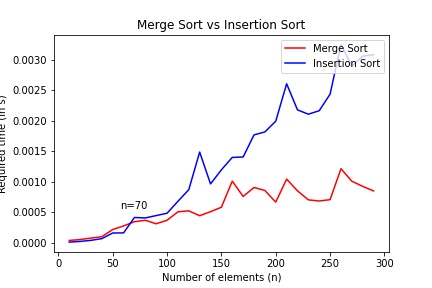 Merge Sort vs Insertion Sort
Merge Sort
Insertion Sort
0.0030
0.0025
0.0020
0.0015
0.0010
0.0005
0.0000
Required time (in s)
n=70
0
50
100
150
200
250
300
Number of elements (n)